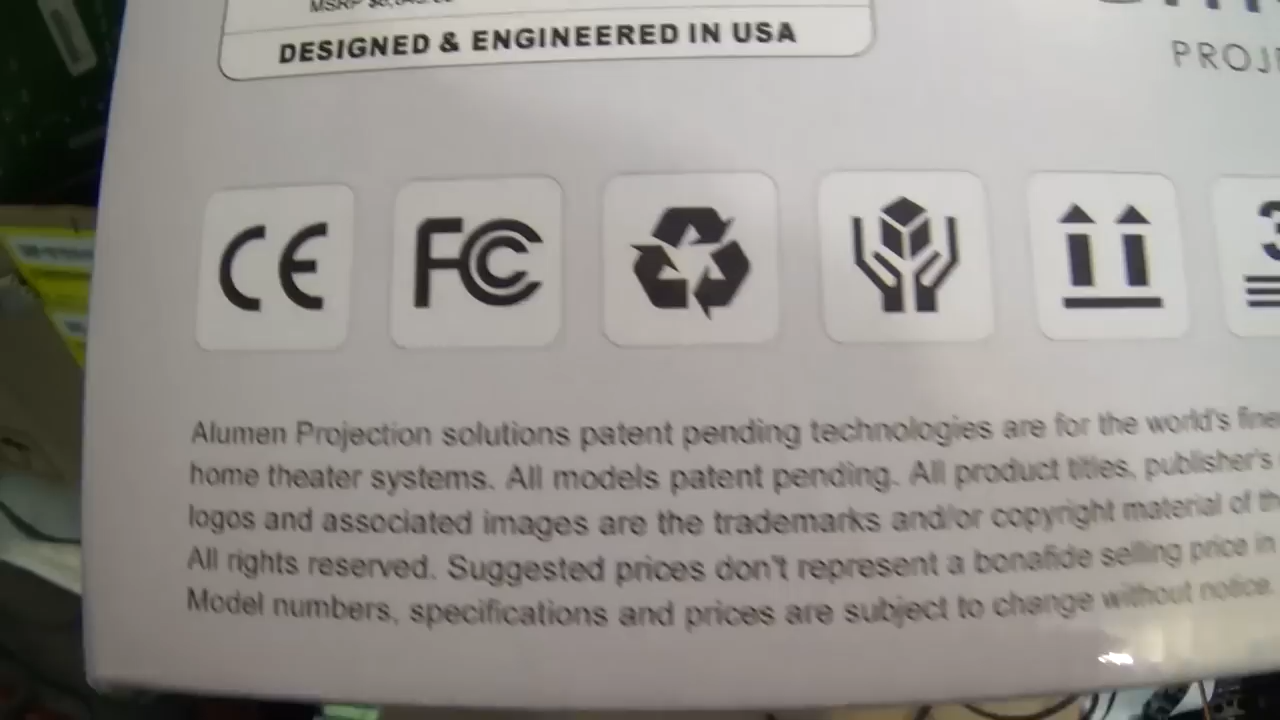 MSRP
DESIGNED & ENGINEERED IN USA
PROJ
CE FC 3
Alumen Projection solutions patent pending technologies are for the world's fine
home theater systems. All models patent pending. All product titles, publisher's
logos and associated images are the trademarks and/or copyright material of th
All rights reserved. Suggested prices don't represent a bonafide selling price in
Model numbers, specifications and prices are subject to change without notice.